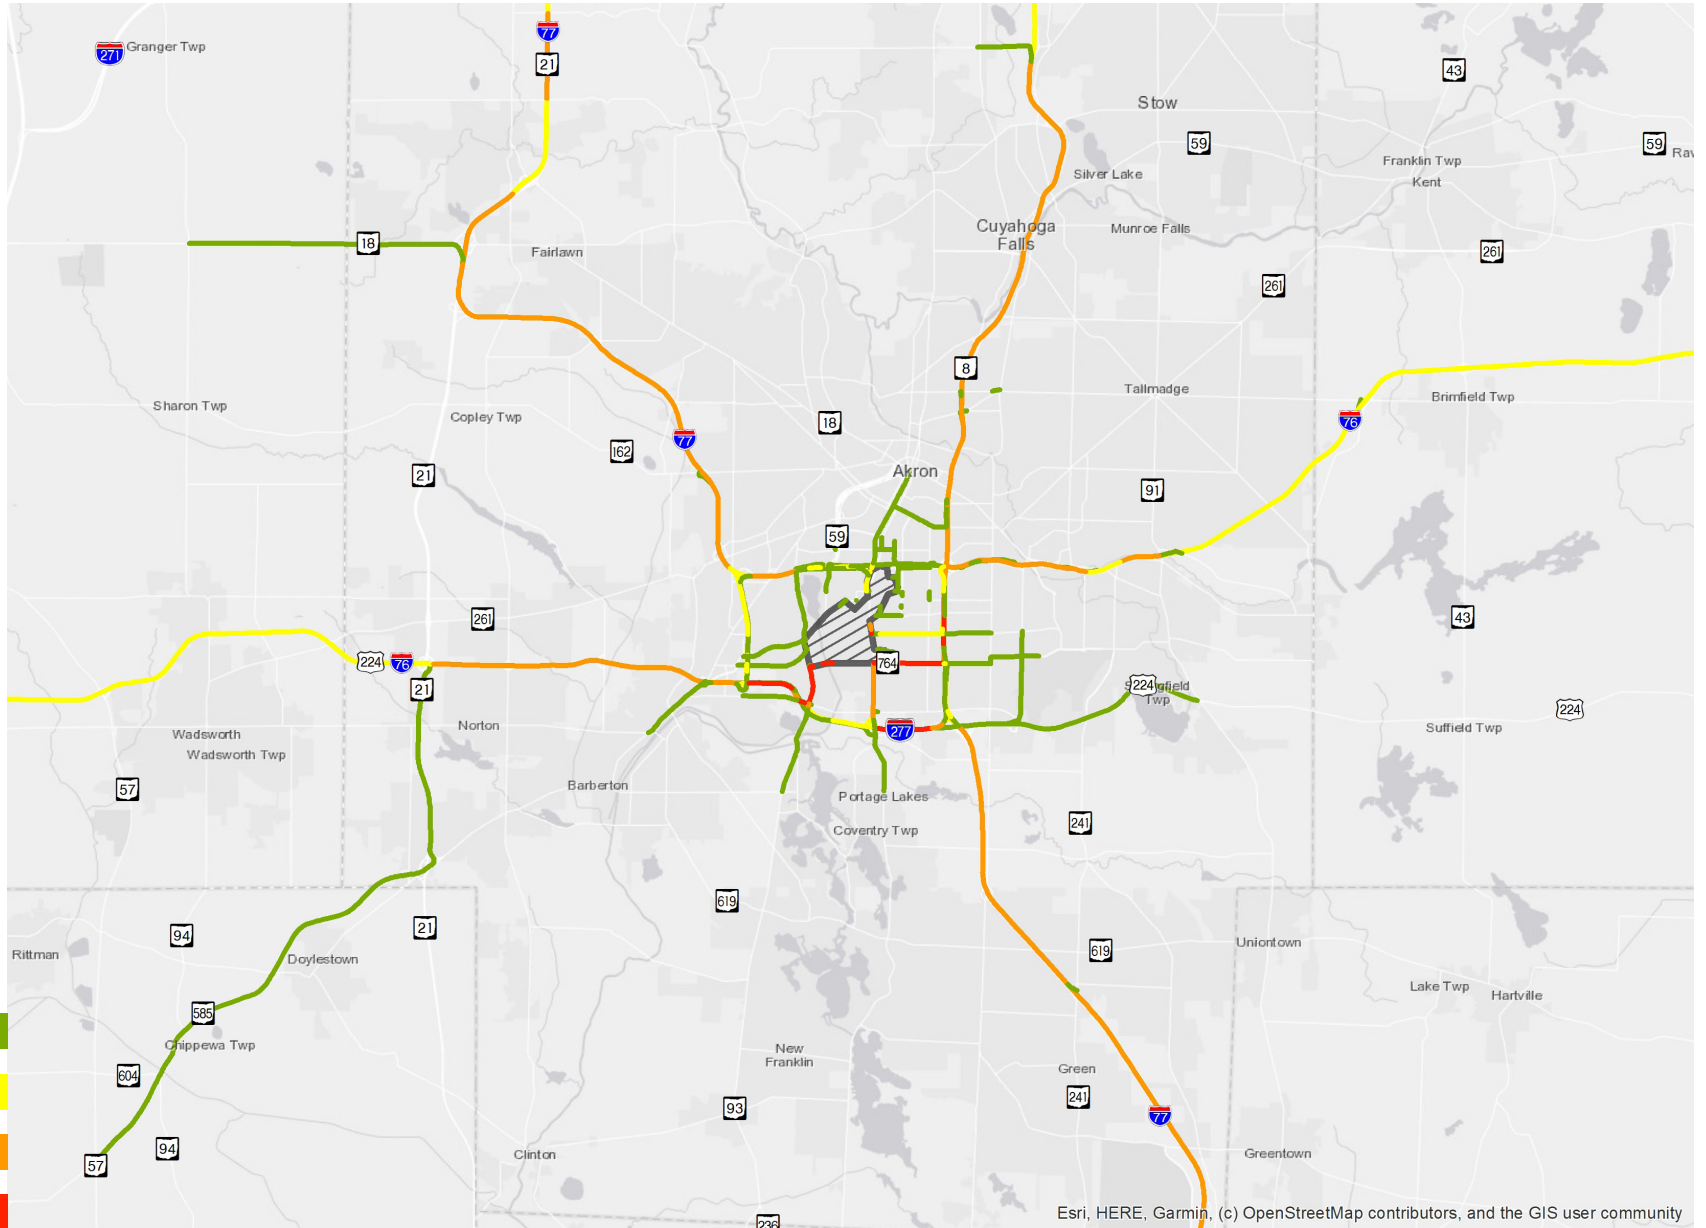 77
271
Granger Twp
21
43
Stow
59
59
Franklin Twp
Kent
Silver Lake
Cuyahoga
Falls
Munroe Falls
18
Fairlawn
261
261
8
Tallmadge
Brimfield Twp
Sharon Twp
Copley Twp
18
76
77
162
Akron
21
91
59
261
43
224
76
764
21
224
224
Norton
Suffield Twp
Wadsworth
Wadsworth Twp
277
57
Barberton
Portage Lakes
Coventry Twp
241
619
94
21
Rittman
Doylestown
619
Uniontown
Lake Twp
Hartville
585
Chippewa Twp
New
Franklin
604
Green
241
93
77
94
57
Clinton
Greentown
236
Esri, HERE, Garmin, (c) OpenStreetMap contributors, and the GIS user community